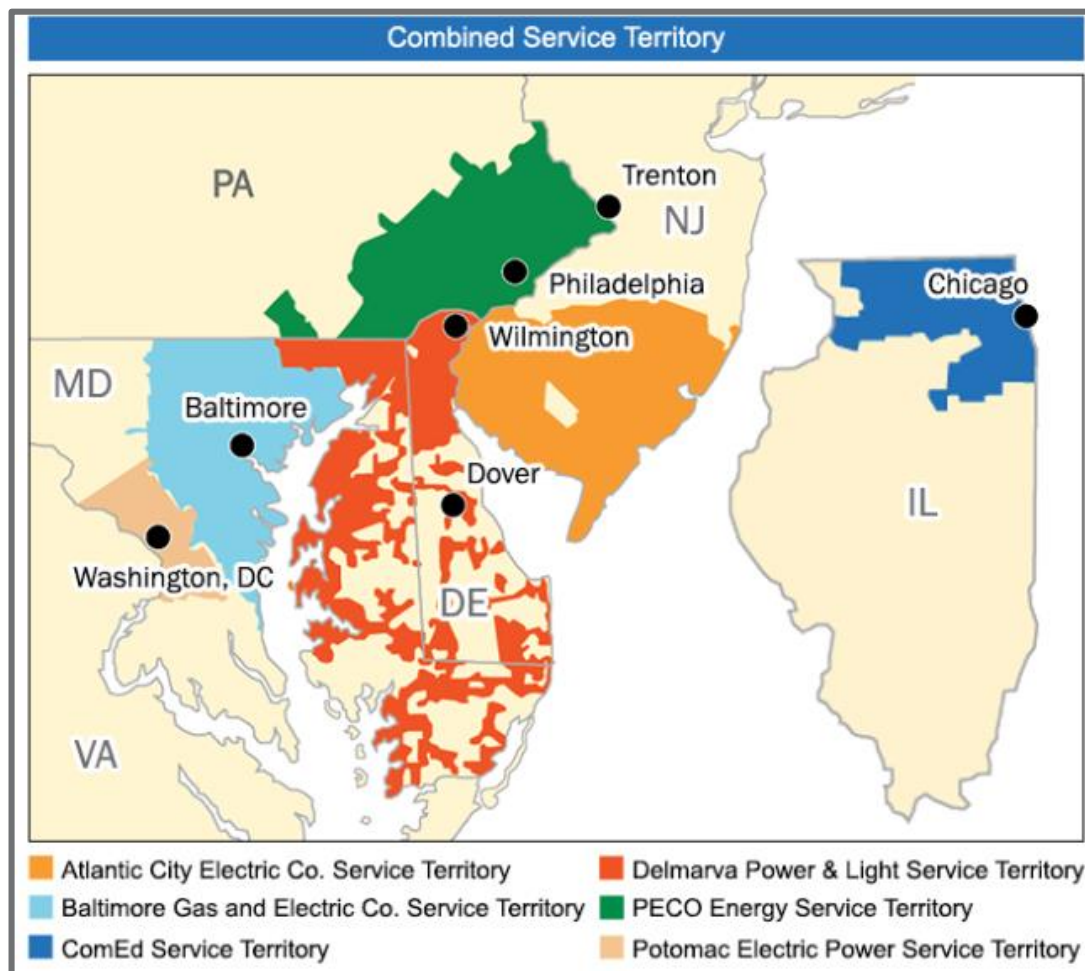 Combined Service Territory
PA
Trenton
NJ
Philadelphia
Chicago
Wilmington
MD
Baltimore
Dover
IL
Washington, DC
DE
VA
Atlantic City Electric Co. Service Territory
Delmarva Power & Light Service Territory
Baltimore Gas and Electric Co. Service Territory
PECO Energy Service Territory
ComEd Service Territory
Potomac Electric Power Service Territory